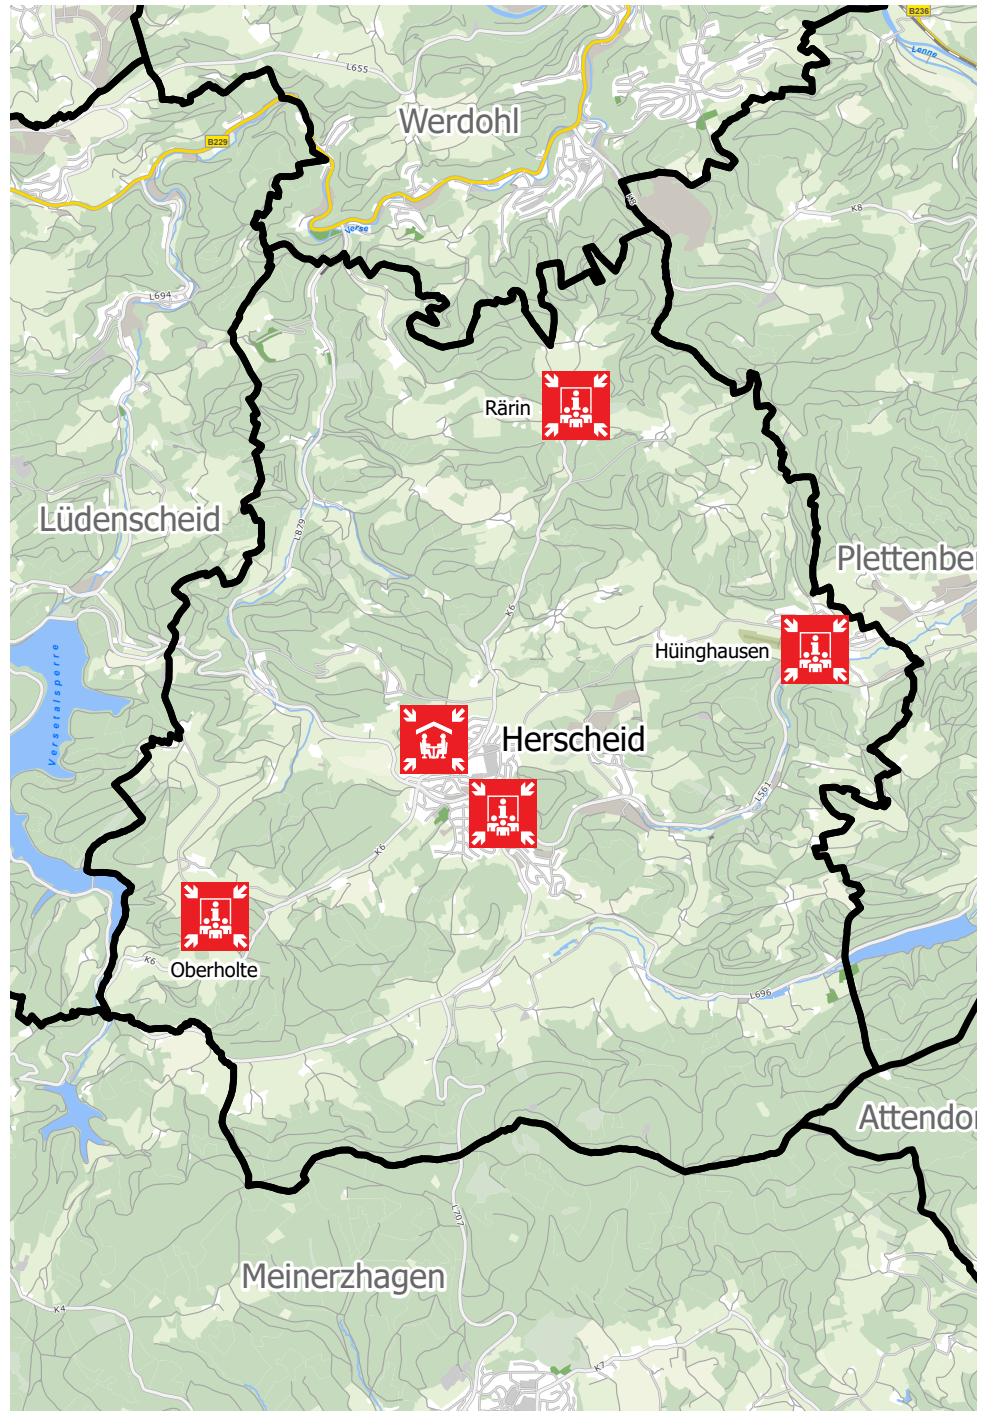 B236
Lenne
L655
Werdohl
B229
K8
K8
Verse
L694
Rärin
Lüdenscheid
L879
Plettenber
K6
Hüinghausen
Versetalsperre
Herscheid
L561
K6
K6
Oberholte
L696
Attendor
L707
Meinerzhagen
K4
K7